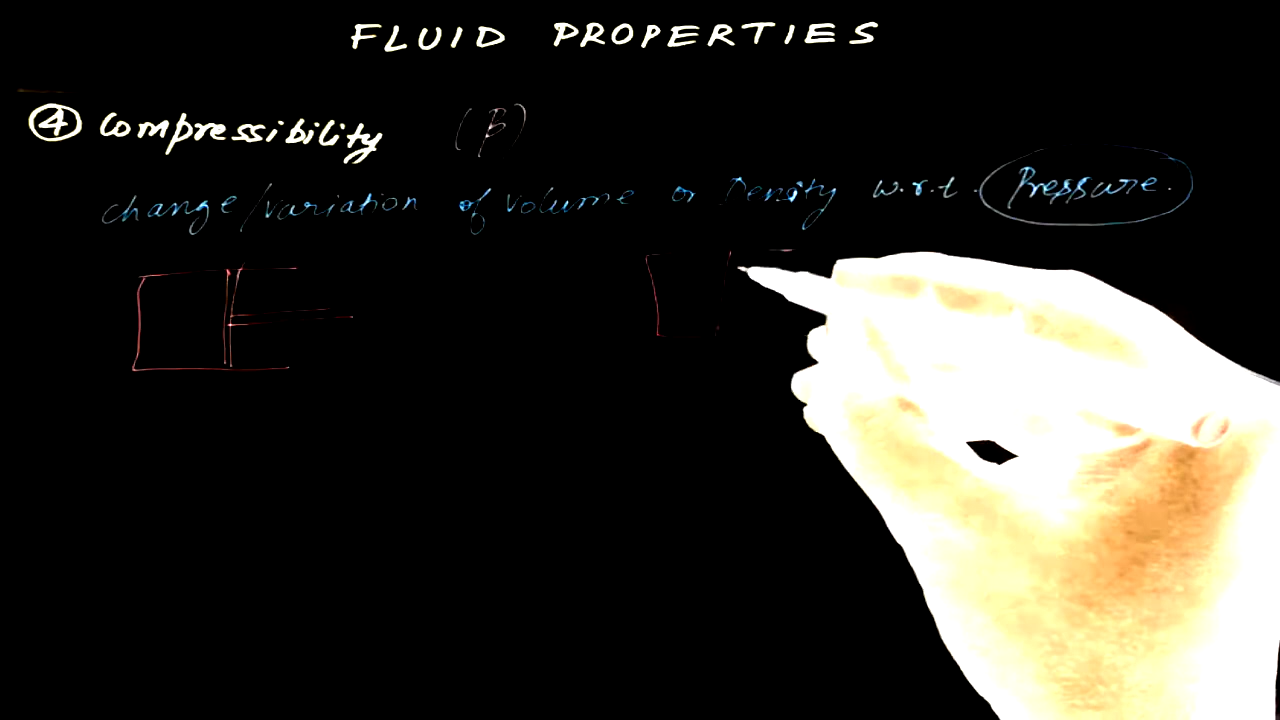 FLUID PROPERTIES
④ Compressibility (β)
change/variation of volume or Density w.r.t. Pressure.